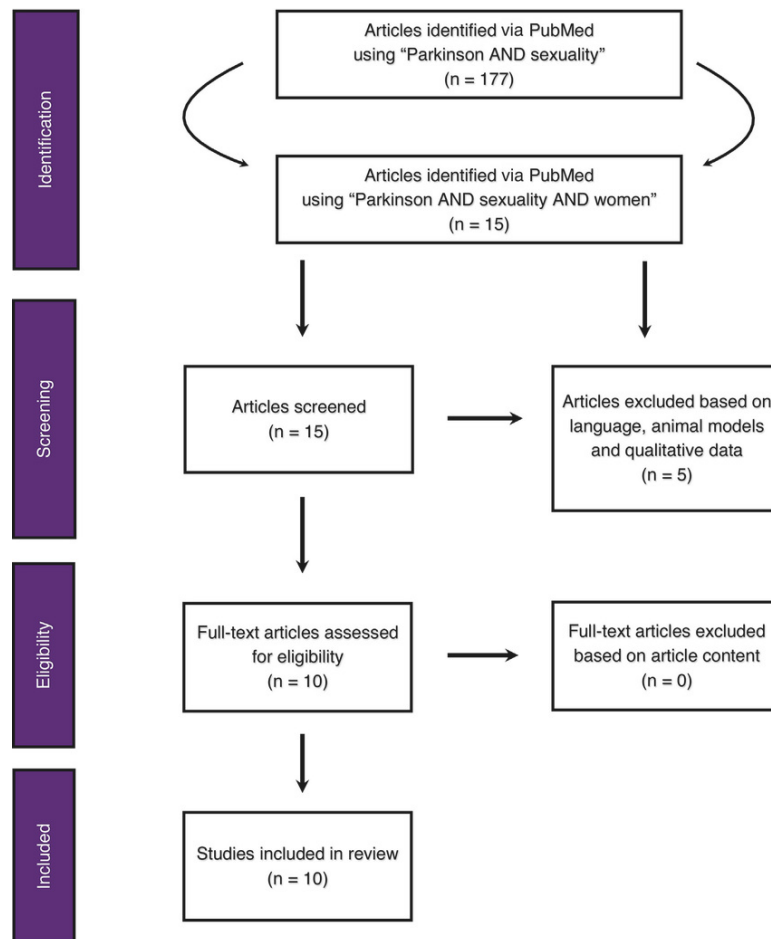 Identification
Articles identified via PubMed
using “Parkinson AND sexuality”
(n = 177)
Articles identified via PubMed
using “Parkinson AND sexuality AND women”
(n = 15)
Screening
Articles screened
(n = 15)
Articles excluded based on
language, animal models
and qualitative data
(n = 5)
Eligibility
Full-text articles assessed
for eligibility
(n = 10)
Full-text articles excluded
based on article content
(n = 0)
Included
Studies included in review
(n = 10)